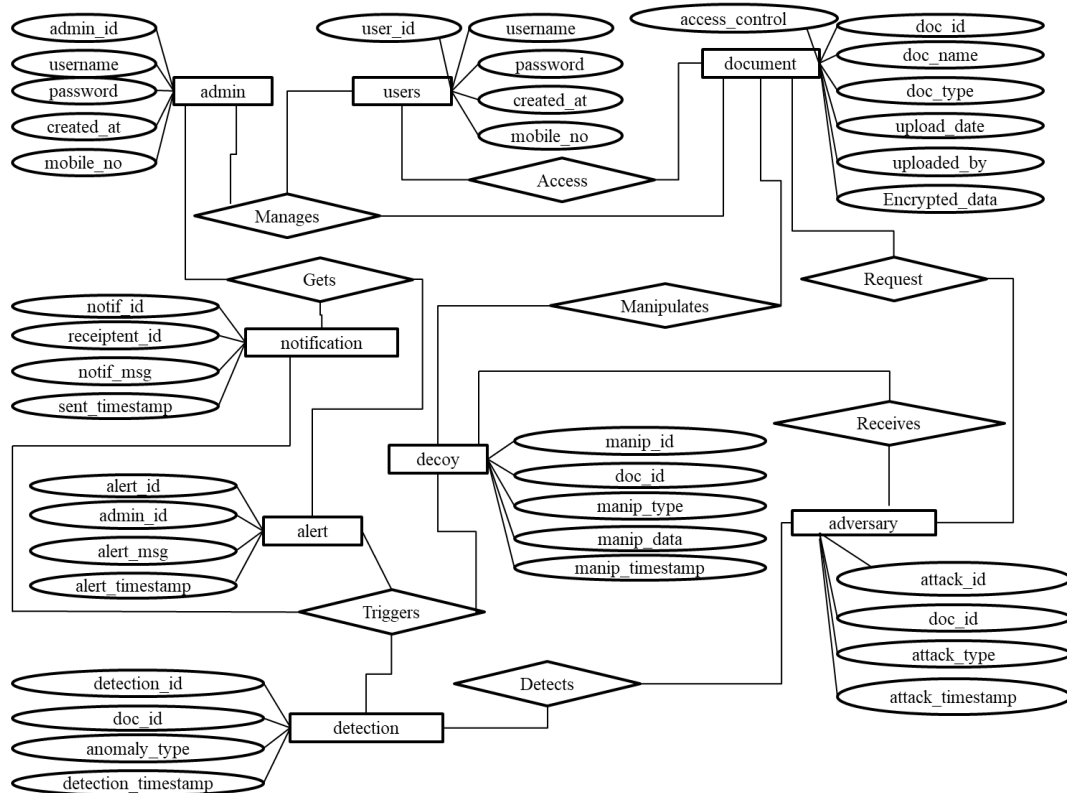 admin_id
username
password
created_at
mobile_no
admin
user_id
username
password
created_at
mobile_no
users
access_control
doc_id
doc_name
doc_type
upload_date
uploaded_by
Encrypted_data
document
Access
Manages
Gets
Manipulates
Request
notif_id
receiptent_id
notif_msg
sent_timestamp
notification
Receives
decoy
manip_id
doc_id
manip_type
manip_data
manip_timestamp
alert_id
admin_id
alert_msg
alert_timestamp
alert
adversary
attack_id
doc_id
attack_type
attack_timestamp
Triggers
Detects
detection_id
doc_id
anomaly_type
detection_timestamp
detection